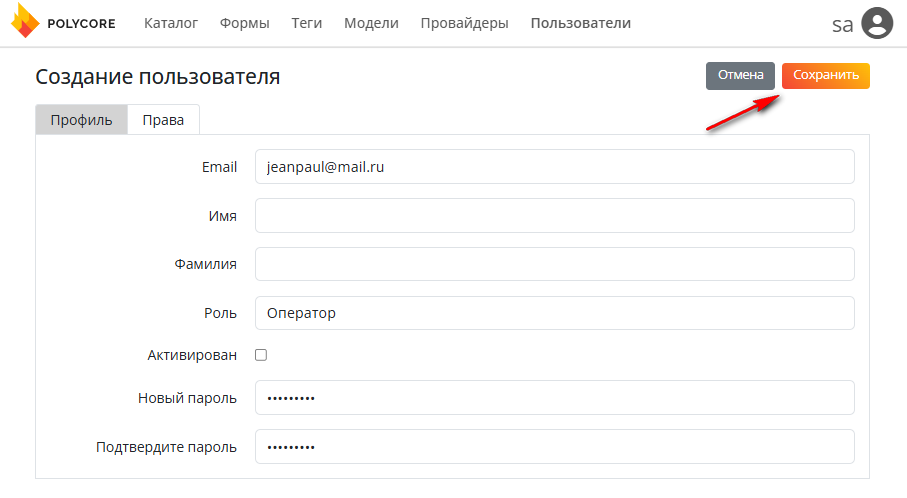 POLYCORE Каталог Формы Теги Модели Провайдеры Пользователи sa
Создание пользователя Отмена Сохранить
Профиль Права
Email jeanpaul@mail.ru
Имя
Фамилия
Роль Оператор
Активирован
Новый пароль •••••••••
Подтвердите пароль •••••••••